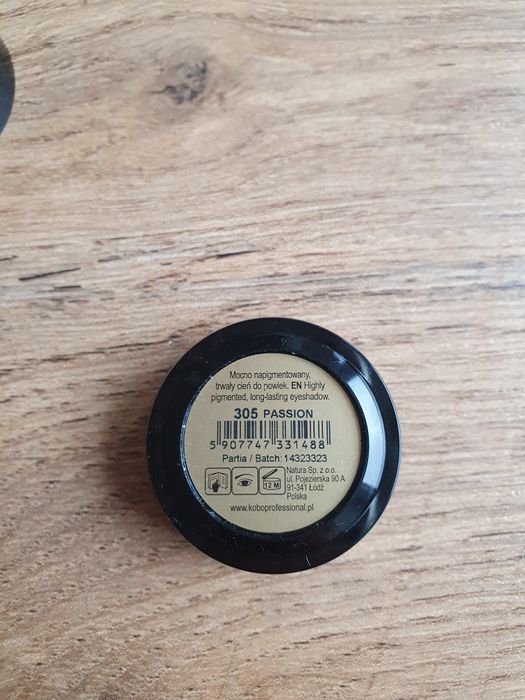 Mocno napigmentowany,
trwały cień do powiek. EN Highly
pigmented, long-lasting eyeshadow.
305 PASSION
5 907747 331488
Partia / Batch: 14323323
12 M
Natura Sp. z o.o.
ul. Pojezierska 90 A
91-341 Łódź
Polska
www.koboprofessional.pl